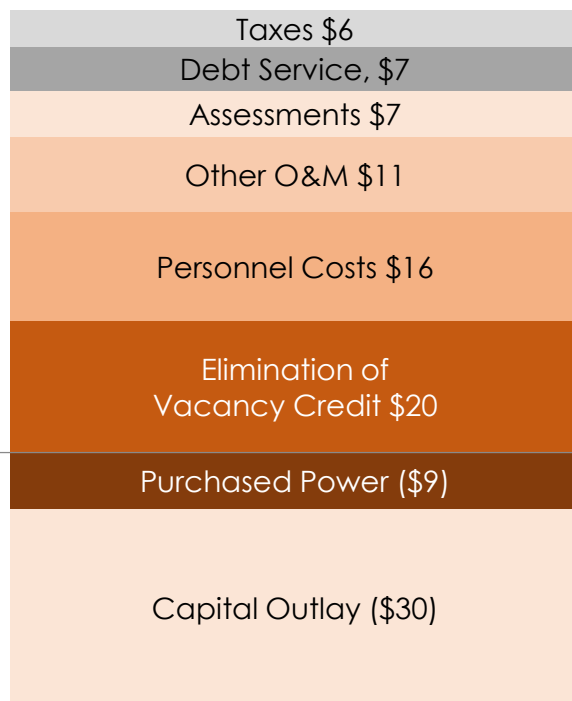 Taxes $6
Debt Service, $7
Assessments $7
Other O&M $11
Personnel Costs $16
Elimination of
Vacancy Credit $20
Purchased Power ($9)
Capital Outlay ($30)